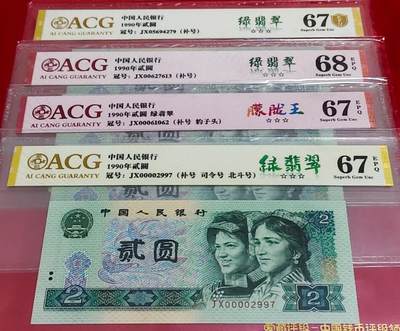 ACG
AI CANG GUARANTY
中国人民银行
1990年贰圆
冠号：JX05694279（补号）
绿翡翠
☆☆☆
67
Superb Gem Unc
ACG
AI CANG GUARANTY
中国人民银行
1990年贰圆
冠号：JX00627613（补号）
绿翡翠
☆☆☆
68 EPQ
Superb Gem Unc
ACG
AI CANG GUARANTY
中国人民银行
1990年贰圆 绿翡翠
冠号：JX00061062（补号 豹子头）
朦胧王
☆☆☆
67 EPQ
Superb Gem Unc
ACG
AI CANG GUARANTY
中国人民银行
1990年贰圆
冠号：JX00002997（补号 司令号 北斗号）
绿翡翠
☆☆☆
67 EPQ
Superb Gem Unc
中国人民银行
贰圆
2
JX00002997
2